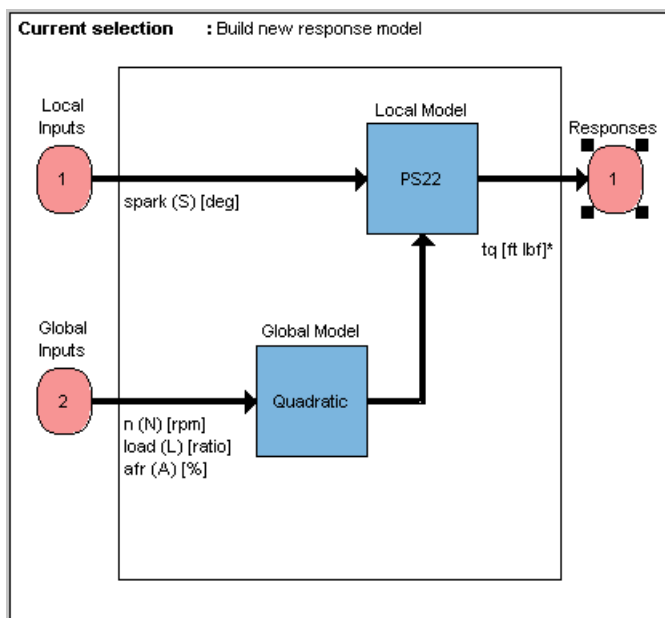 Current selection : Build new response model
Local
Inputs
1
spark (S) [deg]
Local Model
PS22
Responses
1
tq [ft lbf]*
Global
Inputs
2
n (N) [rpm]
load (L) [ratio]
afr (A) [%]
Global Model
Quadratic